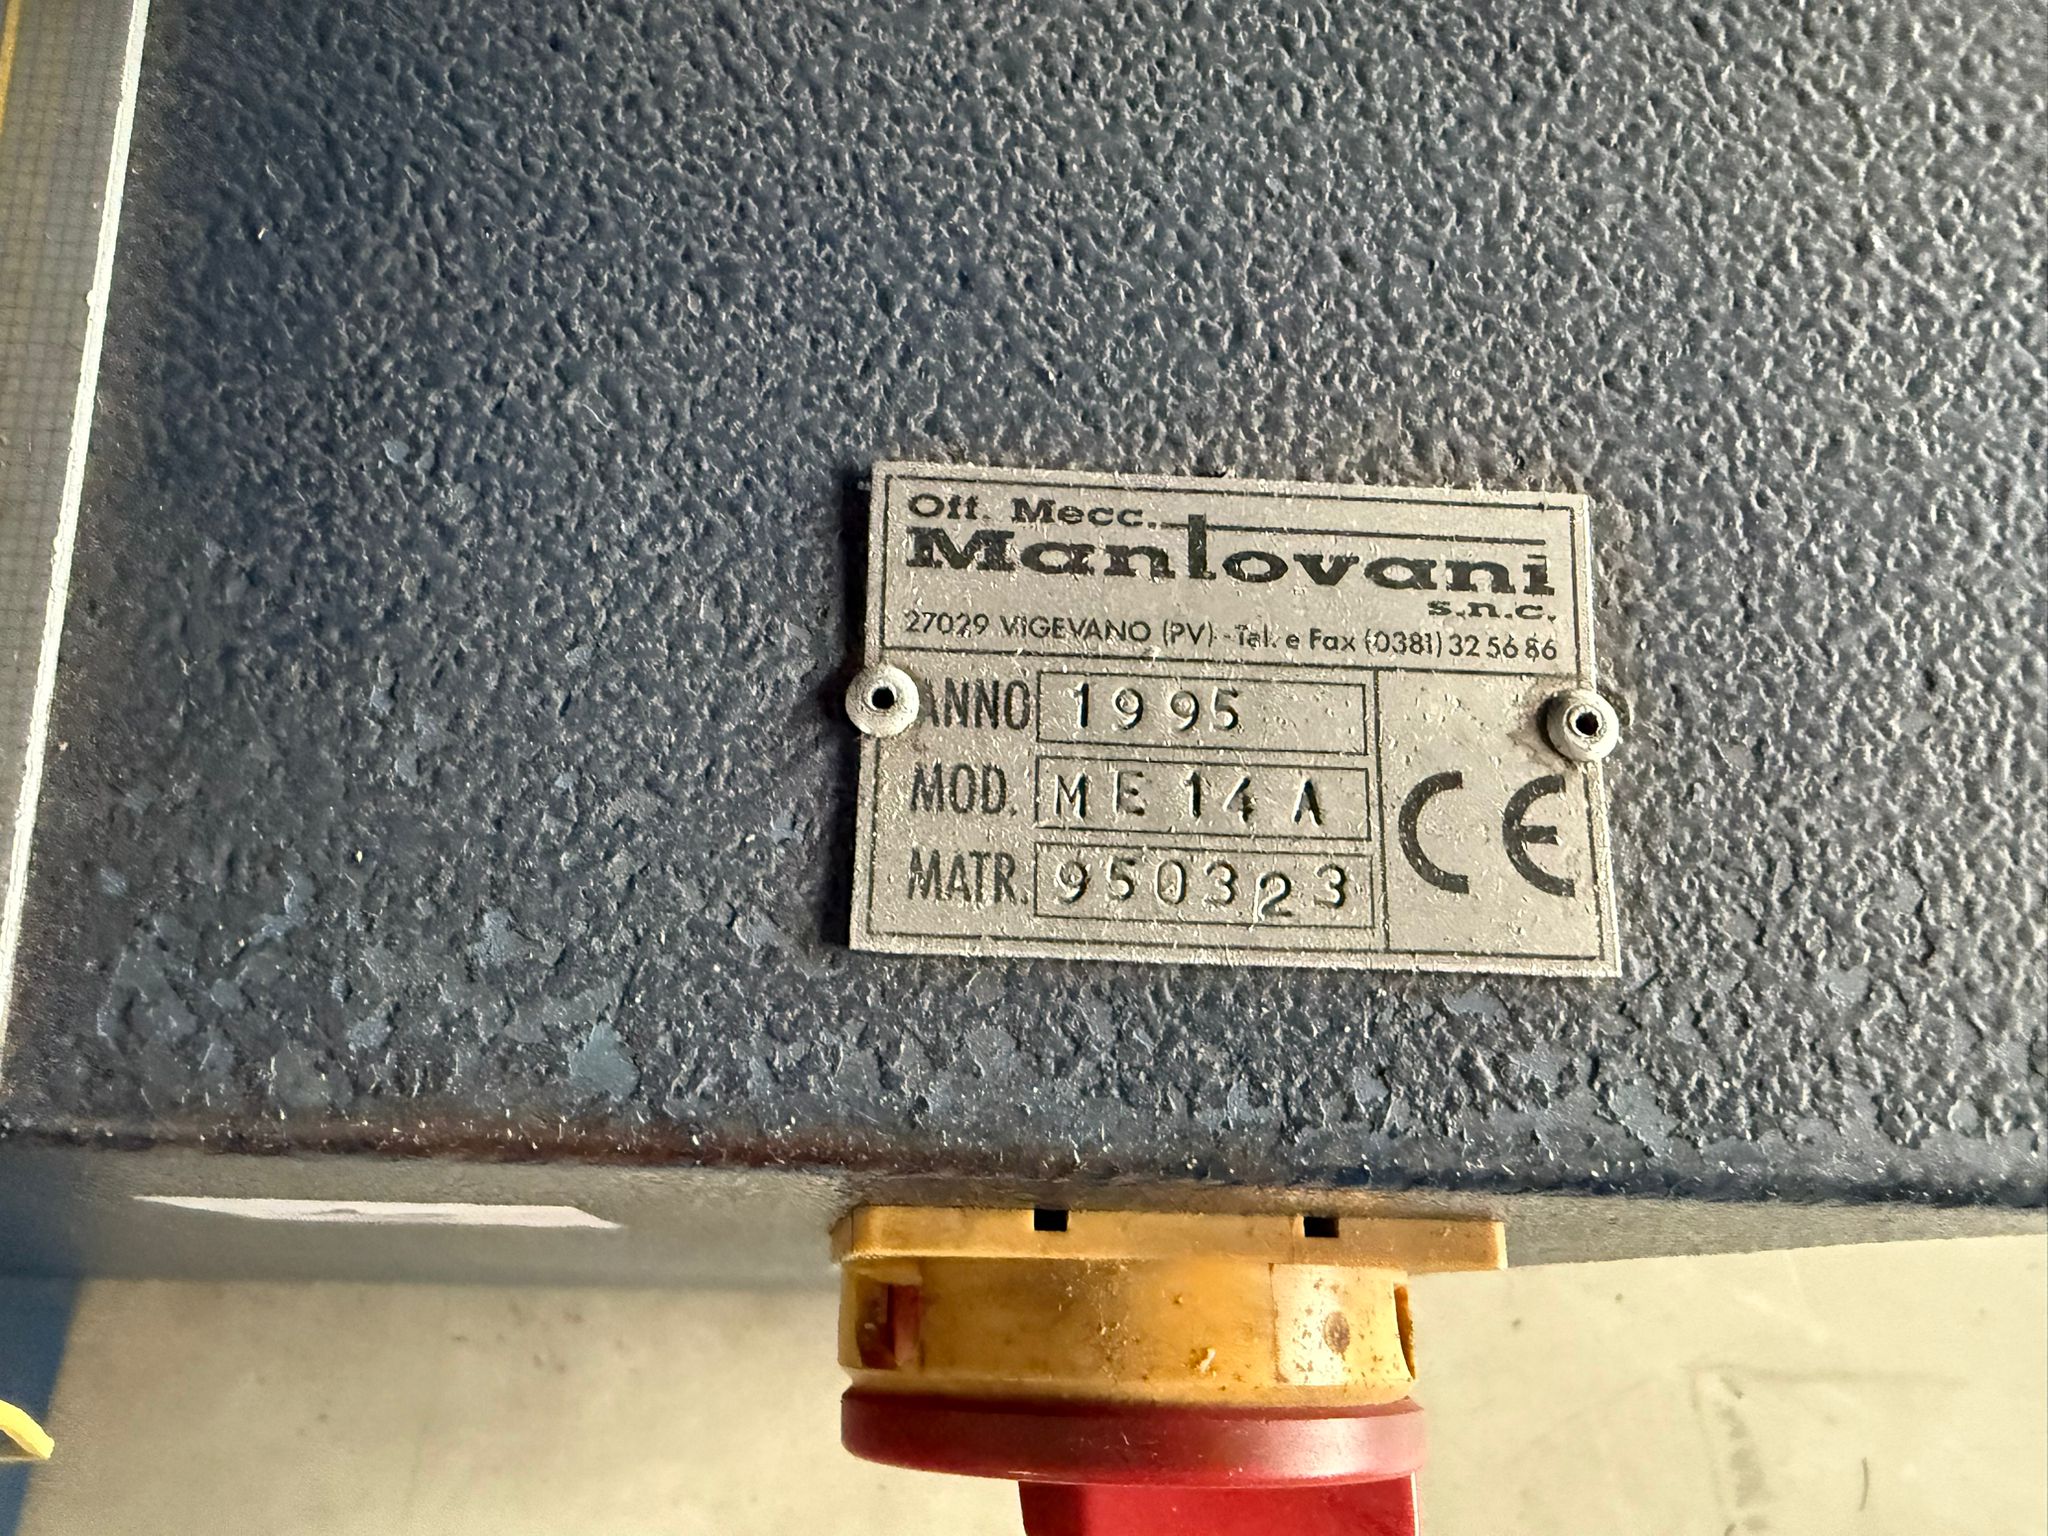 Off. Mecc.
Mantovani
s.n.c.
27029 VIGEVANO (PV) - Tel. e Fax (0381) 32 56 86
ANNO 1995
MOD. ME 14 A
MATR. 950323
CE